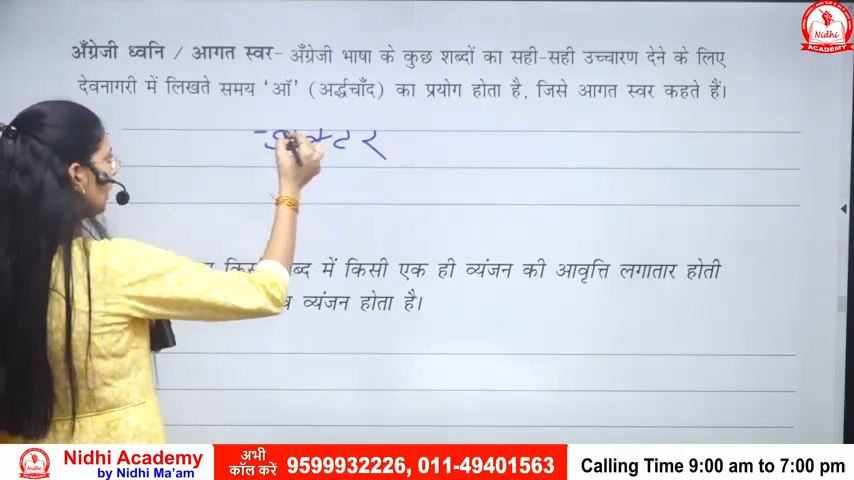 अँग्रेजी ध्वनि / आगत स्वर- अँग्रेजी भाषा के कुछ शब्दों का सही-सही उच्चारण देने के लिए
देवनागरी में लिखते समय 'ऑ' (अर्द्धचाँद) का प्रयोग होता है, जिसे आगत स्वर कहते हैं।
में किसी एक ही व्यंजन की आवृत्ति लगातार होती
व्यंजन होता है।
Nidhi
ACADEMY
Nidhi Academy
by Nidhi Ma'am
अभी
कॉल करें
9599932226, 011-49401563
Calling Time 9:00 am to 7:00 pm